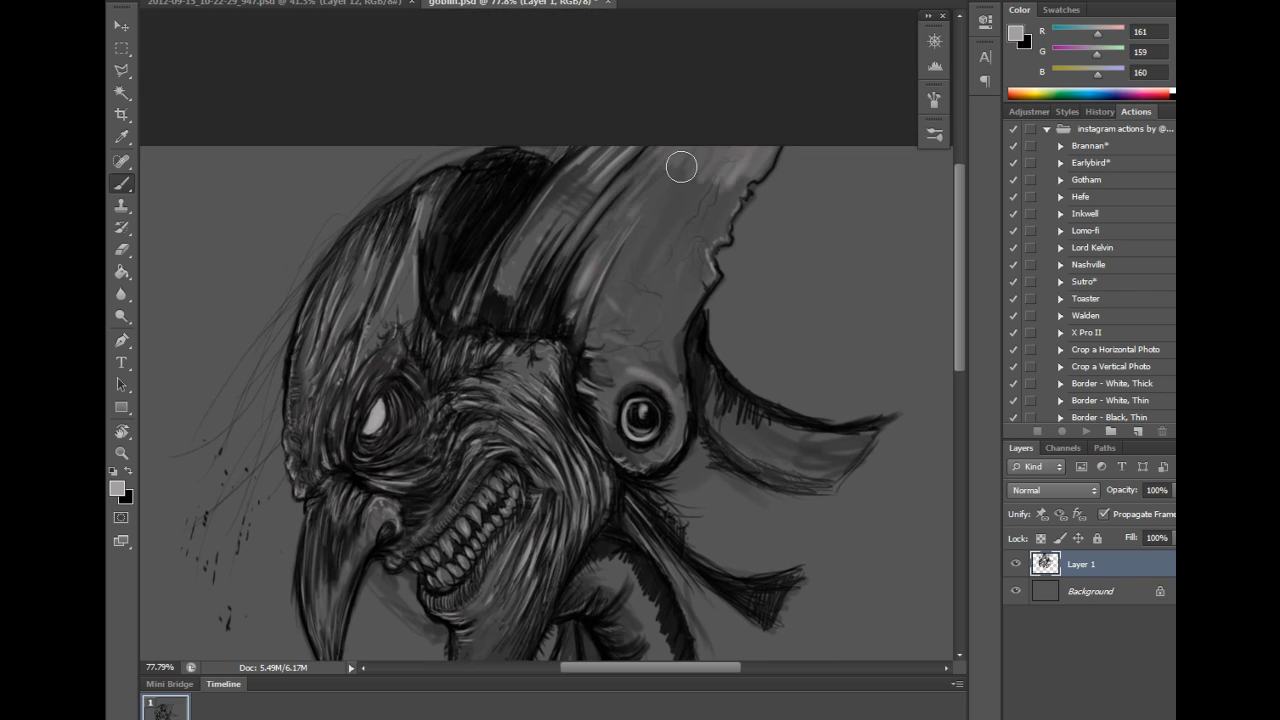 2012-09-15_10-22-29_947.psd @ 41.3% (Layer 12, RGB/8#) ×
goblin.psd @ 77.8% (Layer 1, RGB/8) * ×
Color Swatches
R 161
G 159
B 160
Adjustmer Styles History Actions
instagram actions by @...
Brannan*
Earlybird*
Gotham
Hefe
Inkwell
Lomo-fi
Lord Kelvin
Nashville
Sutro*
Toaster
Walden
X Pro II
Crop a Horizontal Photo
Crop a Vertical Photo
Border - White, Thick
Border - White, Thin
Border - Black, Thin
Layers Channels Paths
Kind
Normal Opacity: 100%
Unify: Propagate Frame
Lock: Fill: 100%
Layer 1
Background
77.79% Doc: 5.49M/6.17M
Mini Bridge Timeline
1